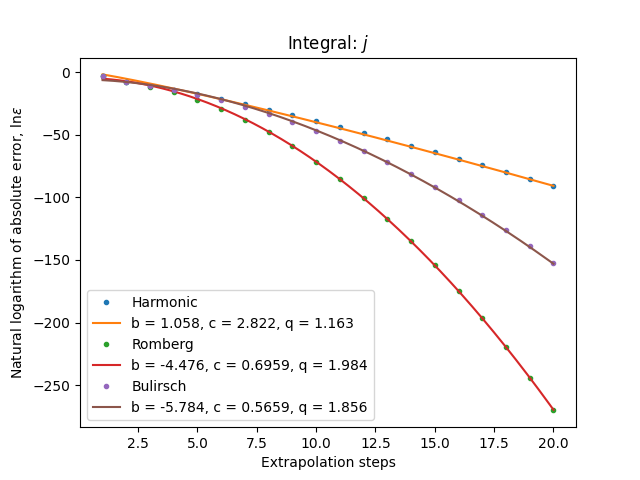 Integral: j
Natural logarithm of absolute error, lnε
0
−50
−100
−150
−200
−250
Harmonic
b = 1.058, c = 2.822, q = 1.163
Romberg
b = -4.476, c = 0.6959, q = 1.984
Bulirsch
b = -5.784, c = 0.5659, q = 1.856
2.5 5.0 7.5 10.0 12.5 15.0 17.5 20.0
Extrapolation steps